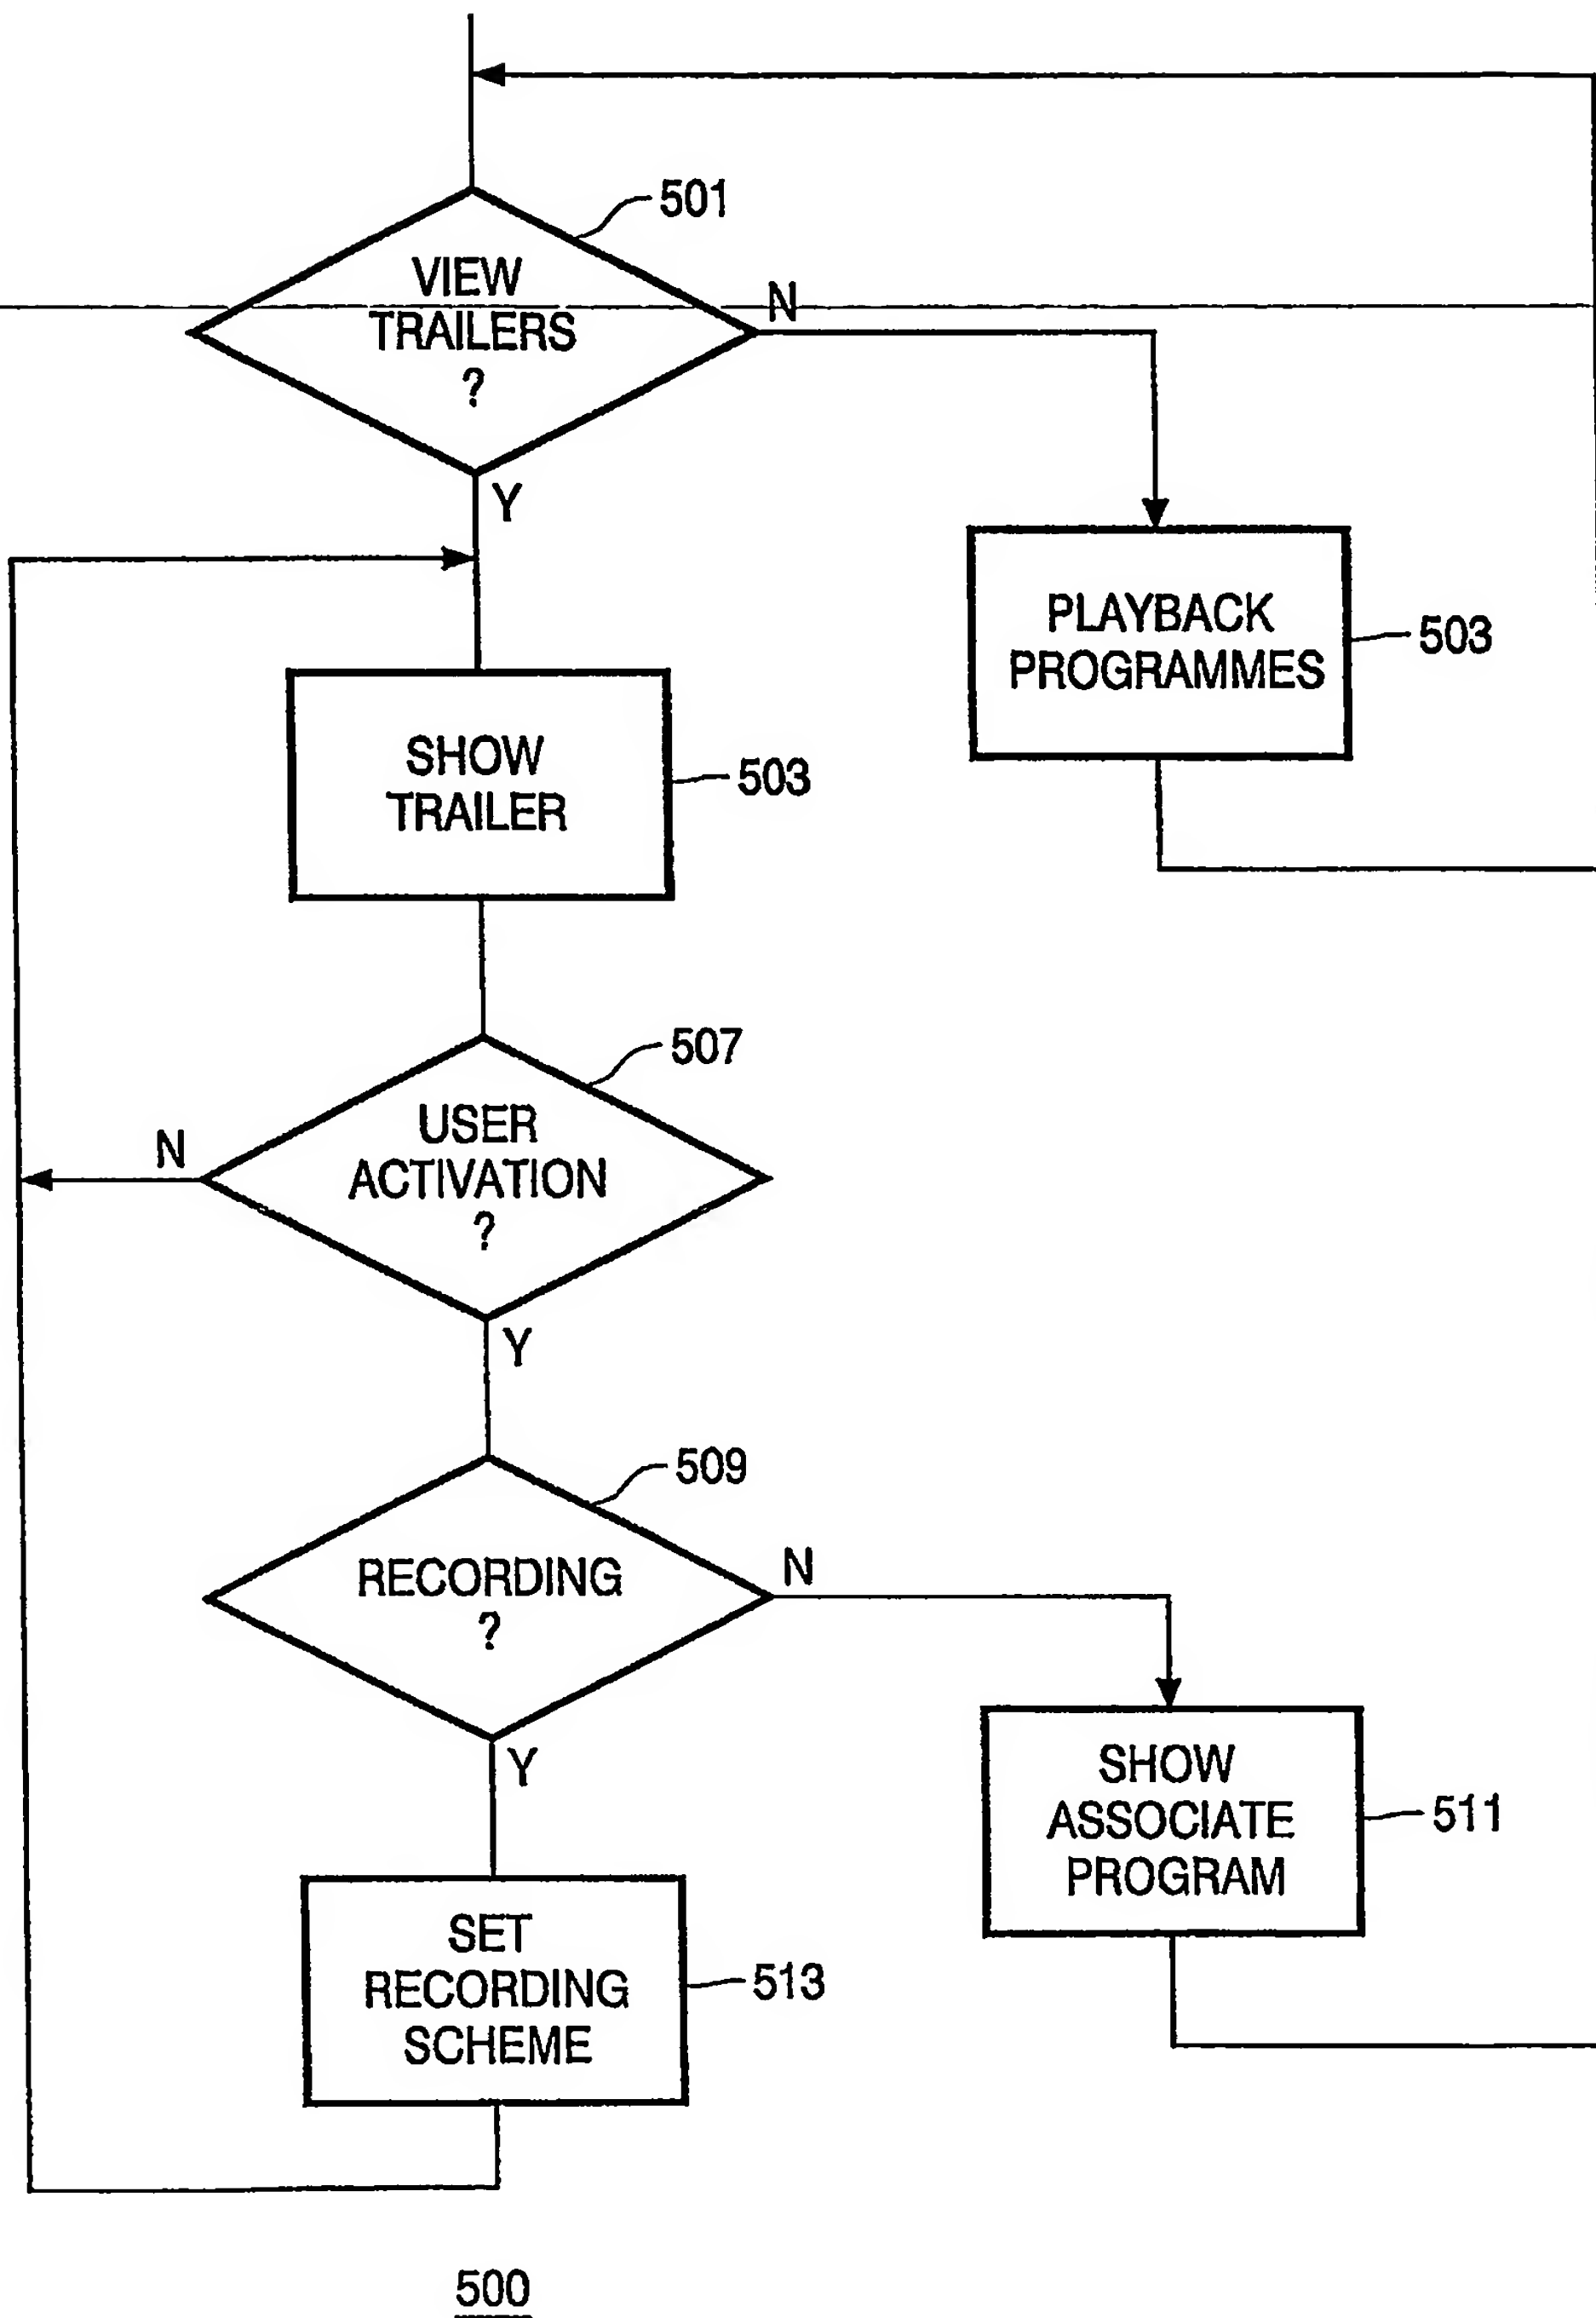 501
VIEW
TRAILERS
?
N
Y
PLAYBACK
PROGRAMMES
503
SHOW
TRAILER
503
507
USER
ACTIVATION
?
N
Y
509
RECORDING
?
N
Y
SHOW
ASSOCIATE
PROGRAM
511
SET
RECORDING
SCHEME
513
500